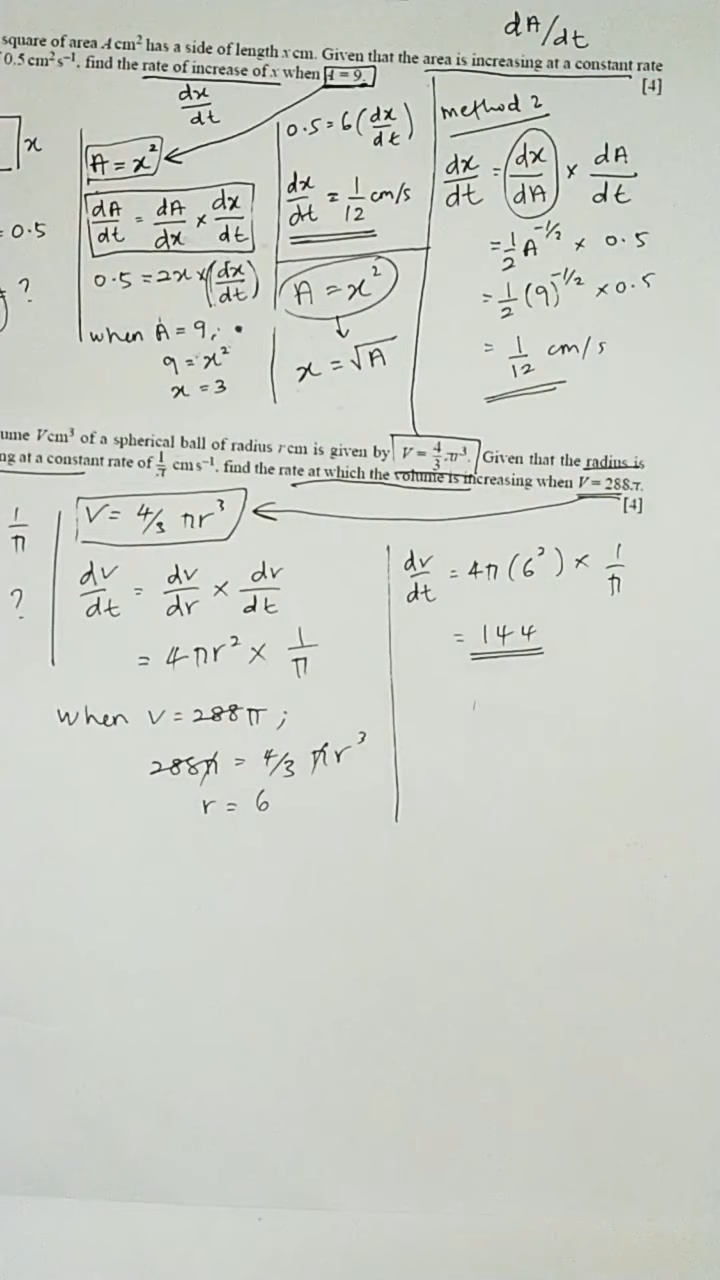 dA/dt
square of area A cm² has a side of length x cm. Given that the area is increasing at a constant rate
0.5 cm² s⁻¹, find the rate of increase of x when A = 9.
[4]
dx/dt
x
= 0.5
?
A = x²
dA/dt = dA/dx × dx/dt
0.5 = 2x × (dx/dt)
when A = 9,
9 = x²
x = 3
0.5 = 6(dx/dt)
dx/dt = 1/12 cm/s
A = x²
x = √A
method 2
dx/dt = dx/dA × dA/dt
= 1/2 A^-1/2 × 0.5
= 1/2 (9)^-1/2 × 0.5
= 1/12 cm/s
ume V cm³ of a spherical ball of radius r cm is given by V = 4/3 πr³. Given that the radius is
ng at a constant rate of 1/π cm s⁻¹, find the rate at which the volume is increasing when V = 288π.
[4]
1/π
?
V = 4/3 πr³
dv/dt = dv/dr × dr/dt
= 4πr² × 1/π
When V = 288π ;
288π = 4/3 πr³
r = 6
dv/dt = 4π(6²) × 1/π
= 144